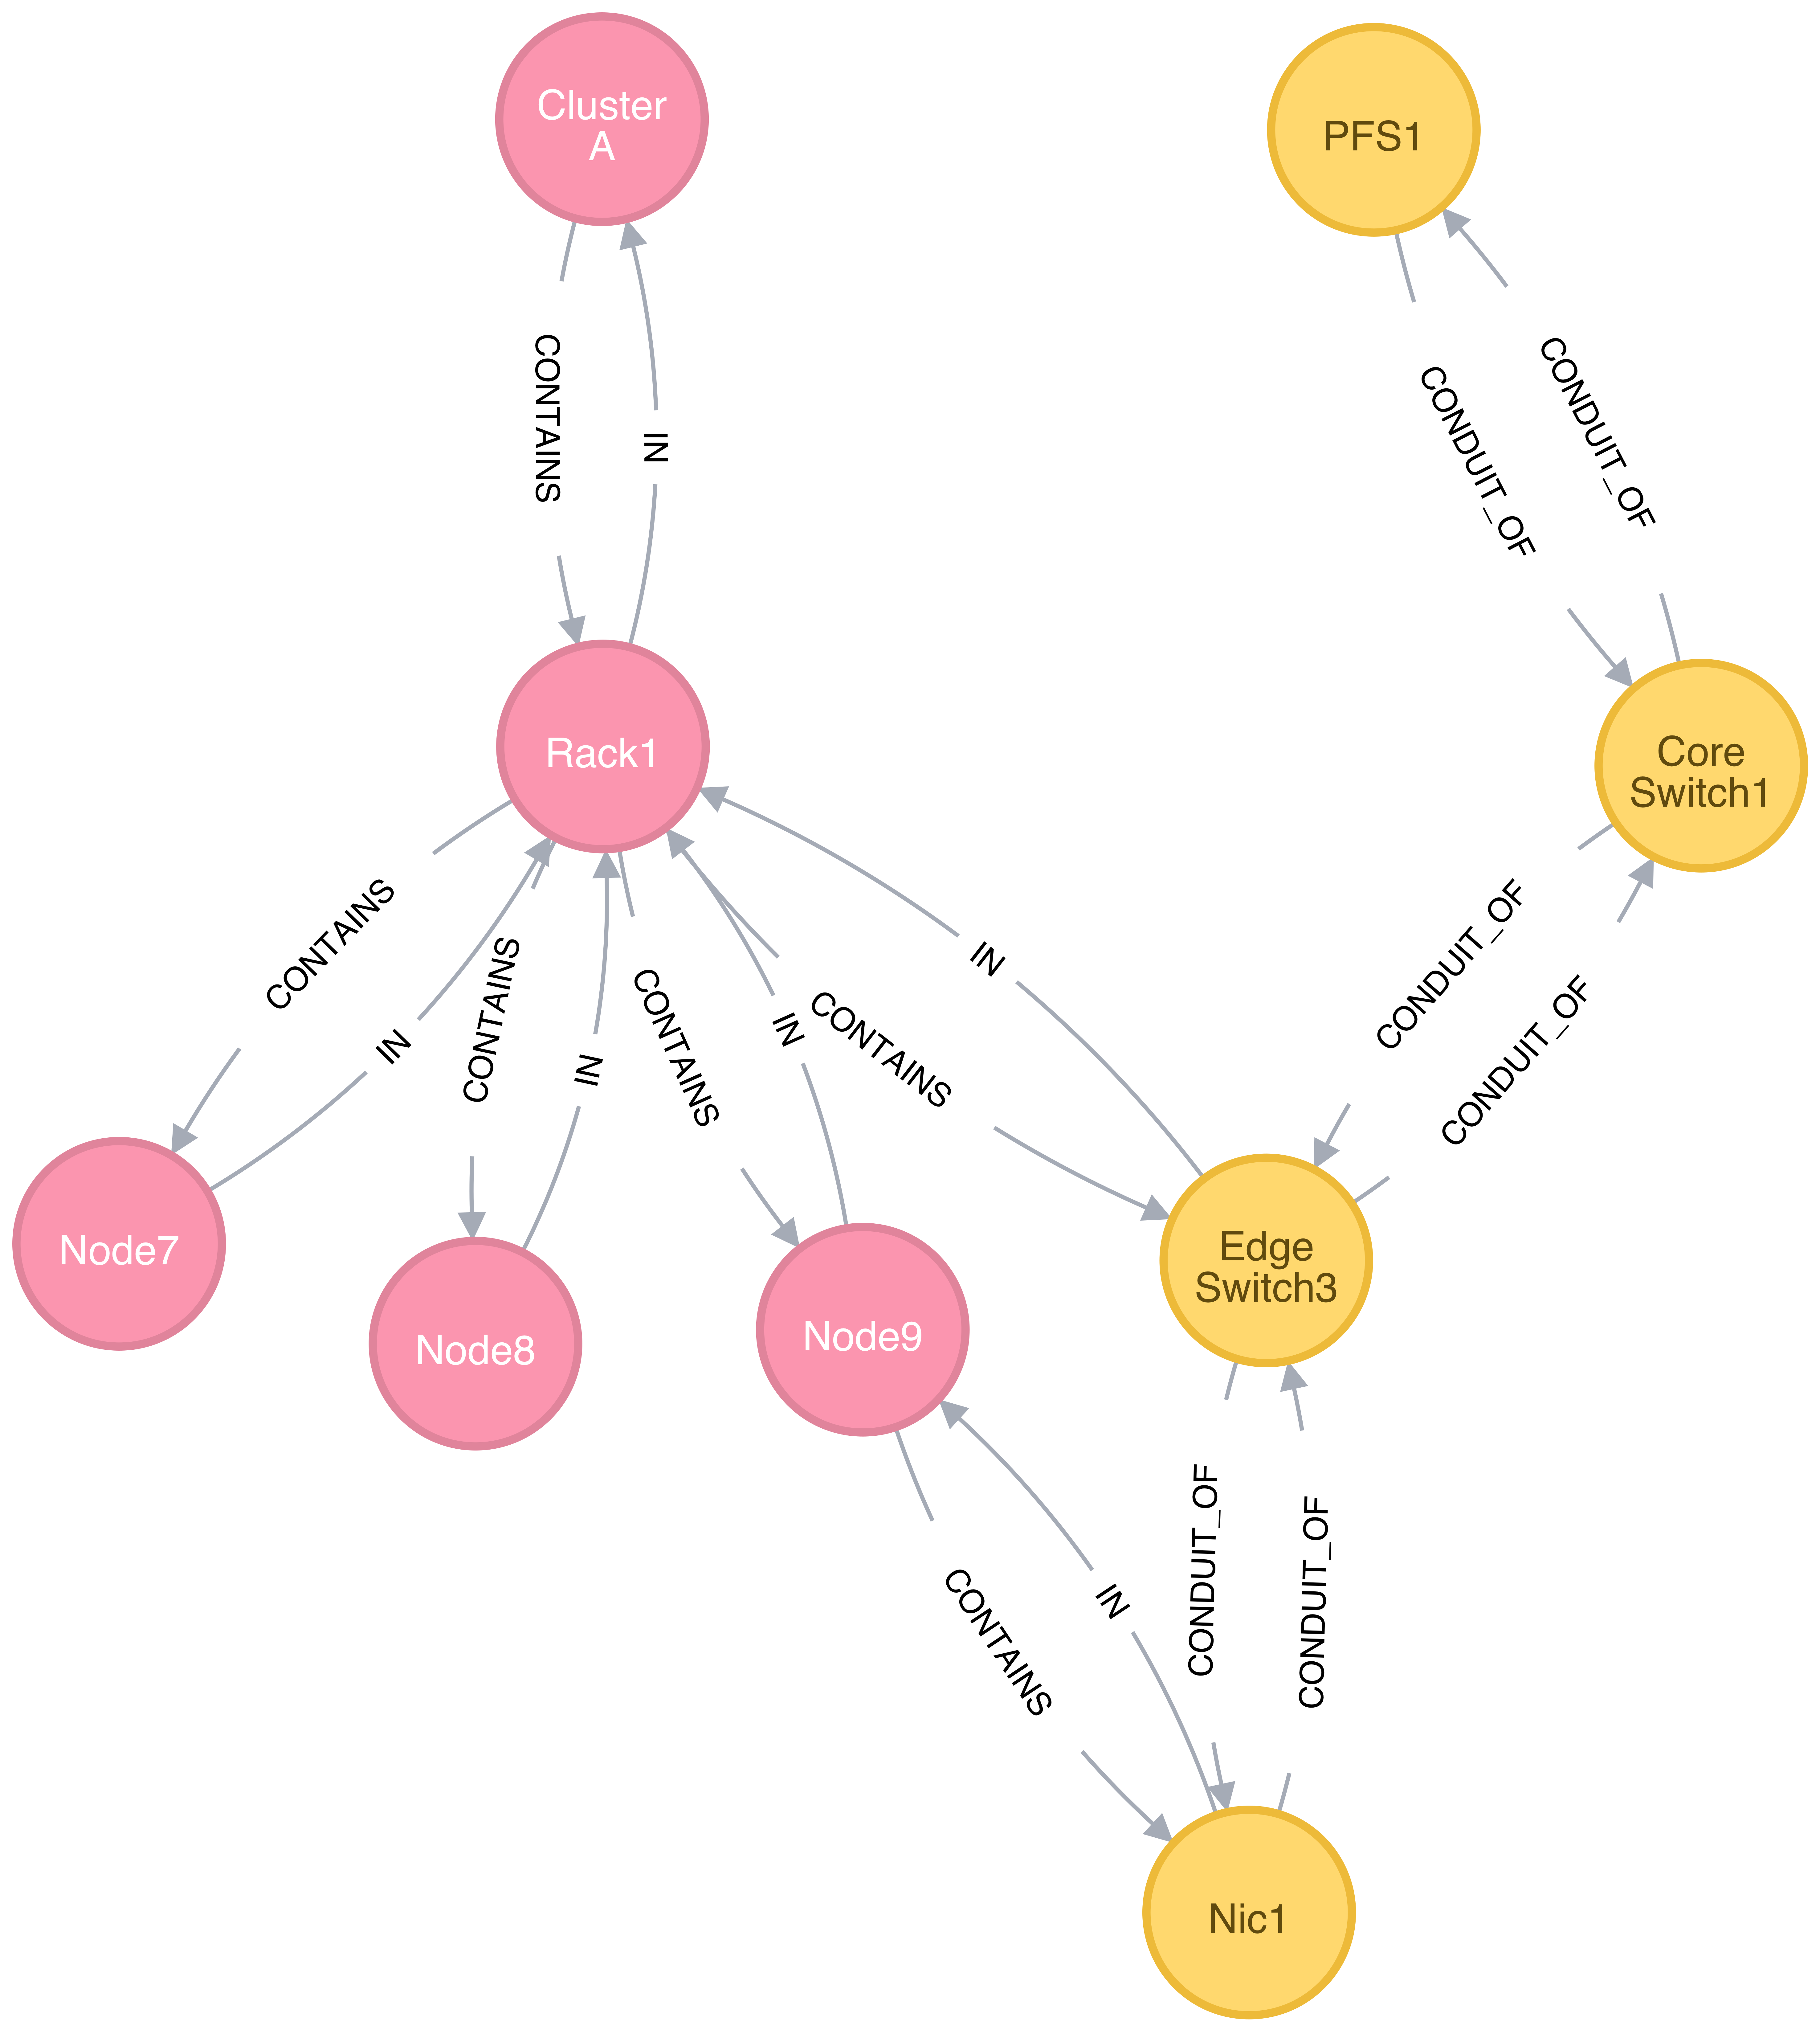 Cluster
A
PFS1
CONTAINS
IN
CONDUIT_OF
CONDUIT_OF
Rack1
Core
Switch1
CONTAINS
IN
CONTAINS
IN
CONTAINS
IN
CONTAINS
IN
CONDUIT_OF
CONDUIT_OF
Node7
Node8
Node9
Edge
Switch3
CONTAINS
IN
CONDUIT_OF
CONDUIT_OF
Nic1